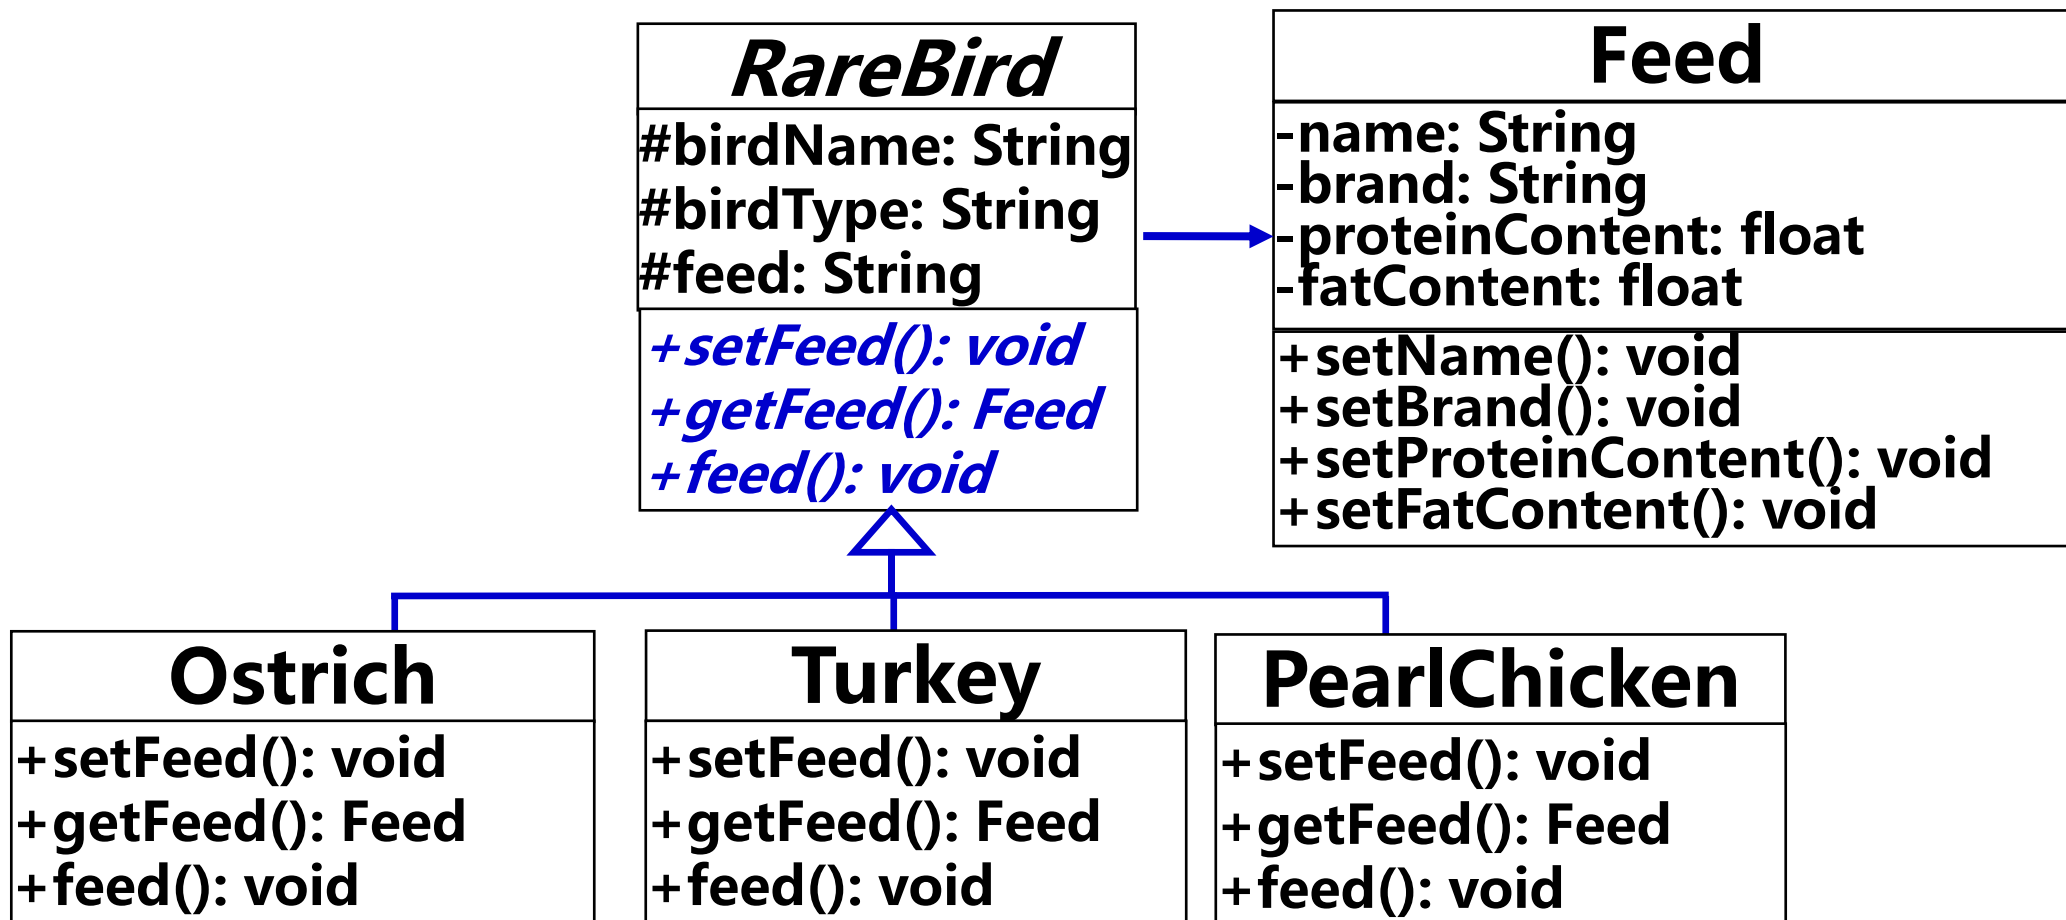 RareBird
#birdName: String
#birdType: String
#feed: String
+setFeed(): void
+getFeed(): Feed
+feed(): void
Feed
-name: String
-brand: String
-proteinContent: float
-fatContent: float
+setName(): void
+setBrand(): void
+setProteinContent(): void
+setFatContent(): void
Ostrich
+setFeed(): void
+getFeed(): Feed
+feed(): void
Turkey
+setFeed(): void
+getFeed(): Feed
+feed(): void
PearlChicken
+setFeed(): void
+getFeed(): Feed
+feed(): void